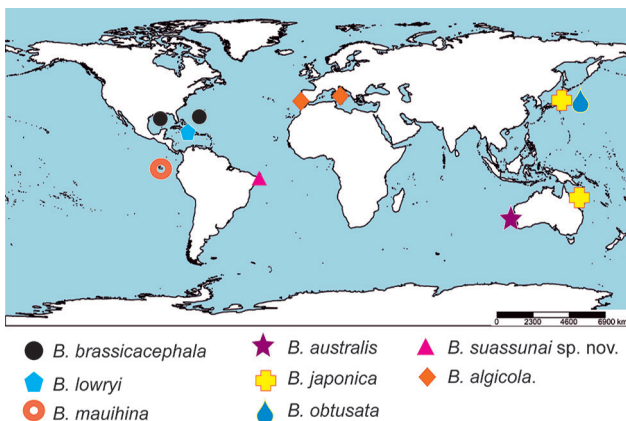 0 2300 4600 6900 km
B. brassicacephala
B. australis
B. suassunai sp. nov.
B. lowryi
B. japonica
B. algicola.
B. mauihina
B. obtusata